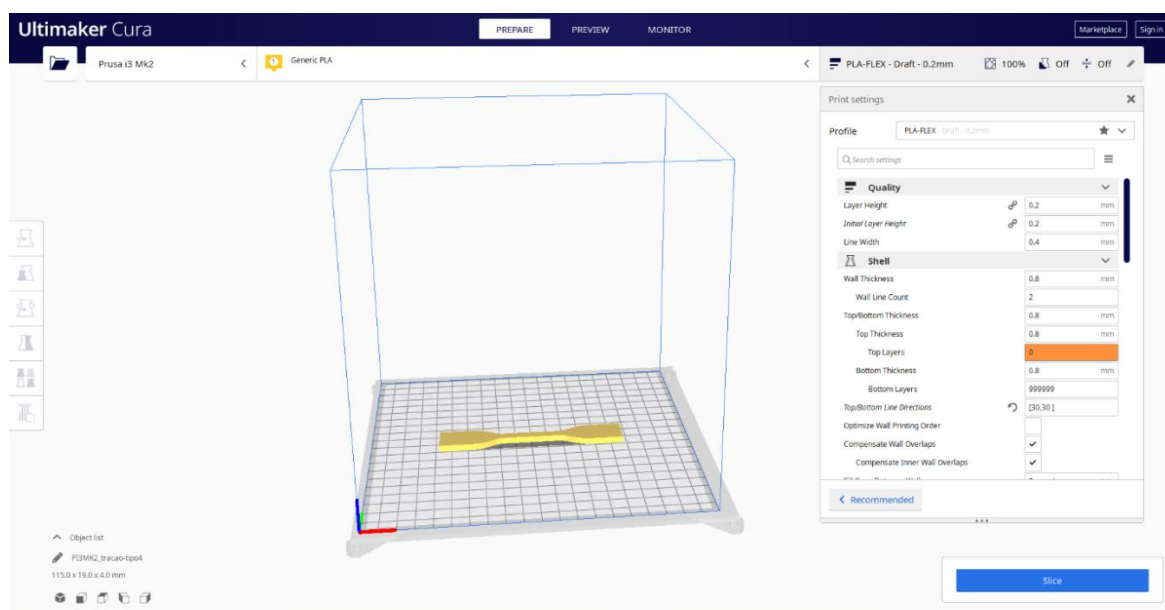 Ultimaker Cura
PREPARE PREVIEW MONITOR
Marketplace Sign in
Prusa i3 Mk2
1 Generic PLA
PLA-FLEX - Draft - 0.2mm 100% Off Off
Print settings
Profile PLA-FLEX - Draft - 0.2mm
Search settings
Quality
Layer Height 0.2 mm
Initial Layer Height 0.2 mm
Line Width 0.4 mm
Shell
Wall Thickness 0.8 mm
Wall Line Count 2
Top/Bottom Thickness 0.8 mm
Top Thickness 0.8 mm
Top Layers 0
Bottom Thickness 0.8 mm
Bottom Layers 999999
Top/Bottom Line Directions [30,30 ]
Optimize Wall Printing Order
Compensate Wall Overlaps
Compensate Inner Wall Overlaps
Recommended
Object list
PI3MK2_tracao-tipo4
115.0 x 19.0 x 4.0 mm
Slice